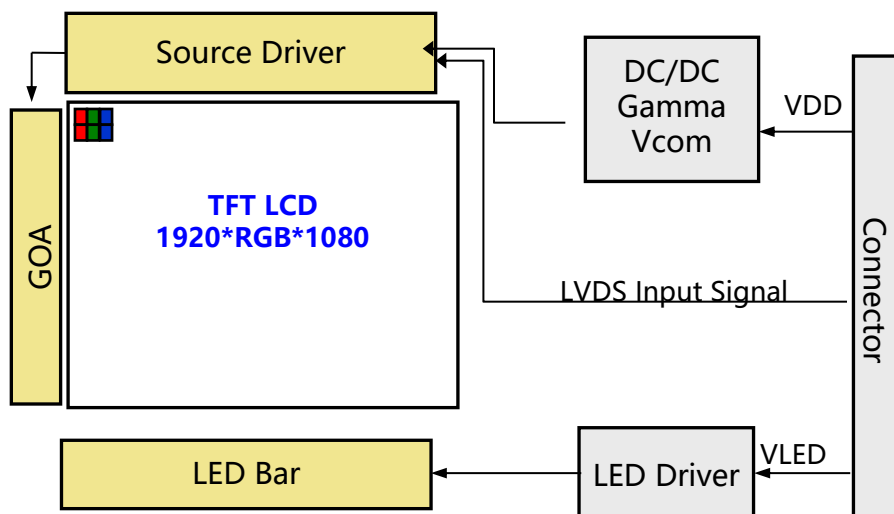 Source Driver
DC/DC
Gamma
Vcom
VDD
GOA
TFT LCD
1920*RGB*1080
LVDS Input Signal
Connector
LED Bar
LED Driver
VLED